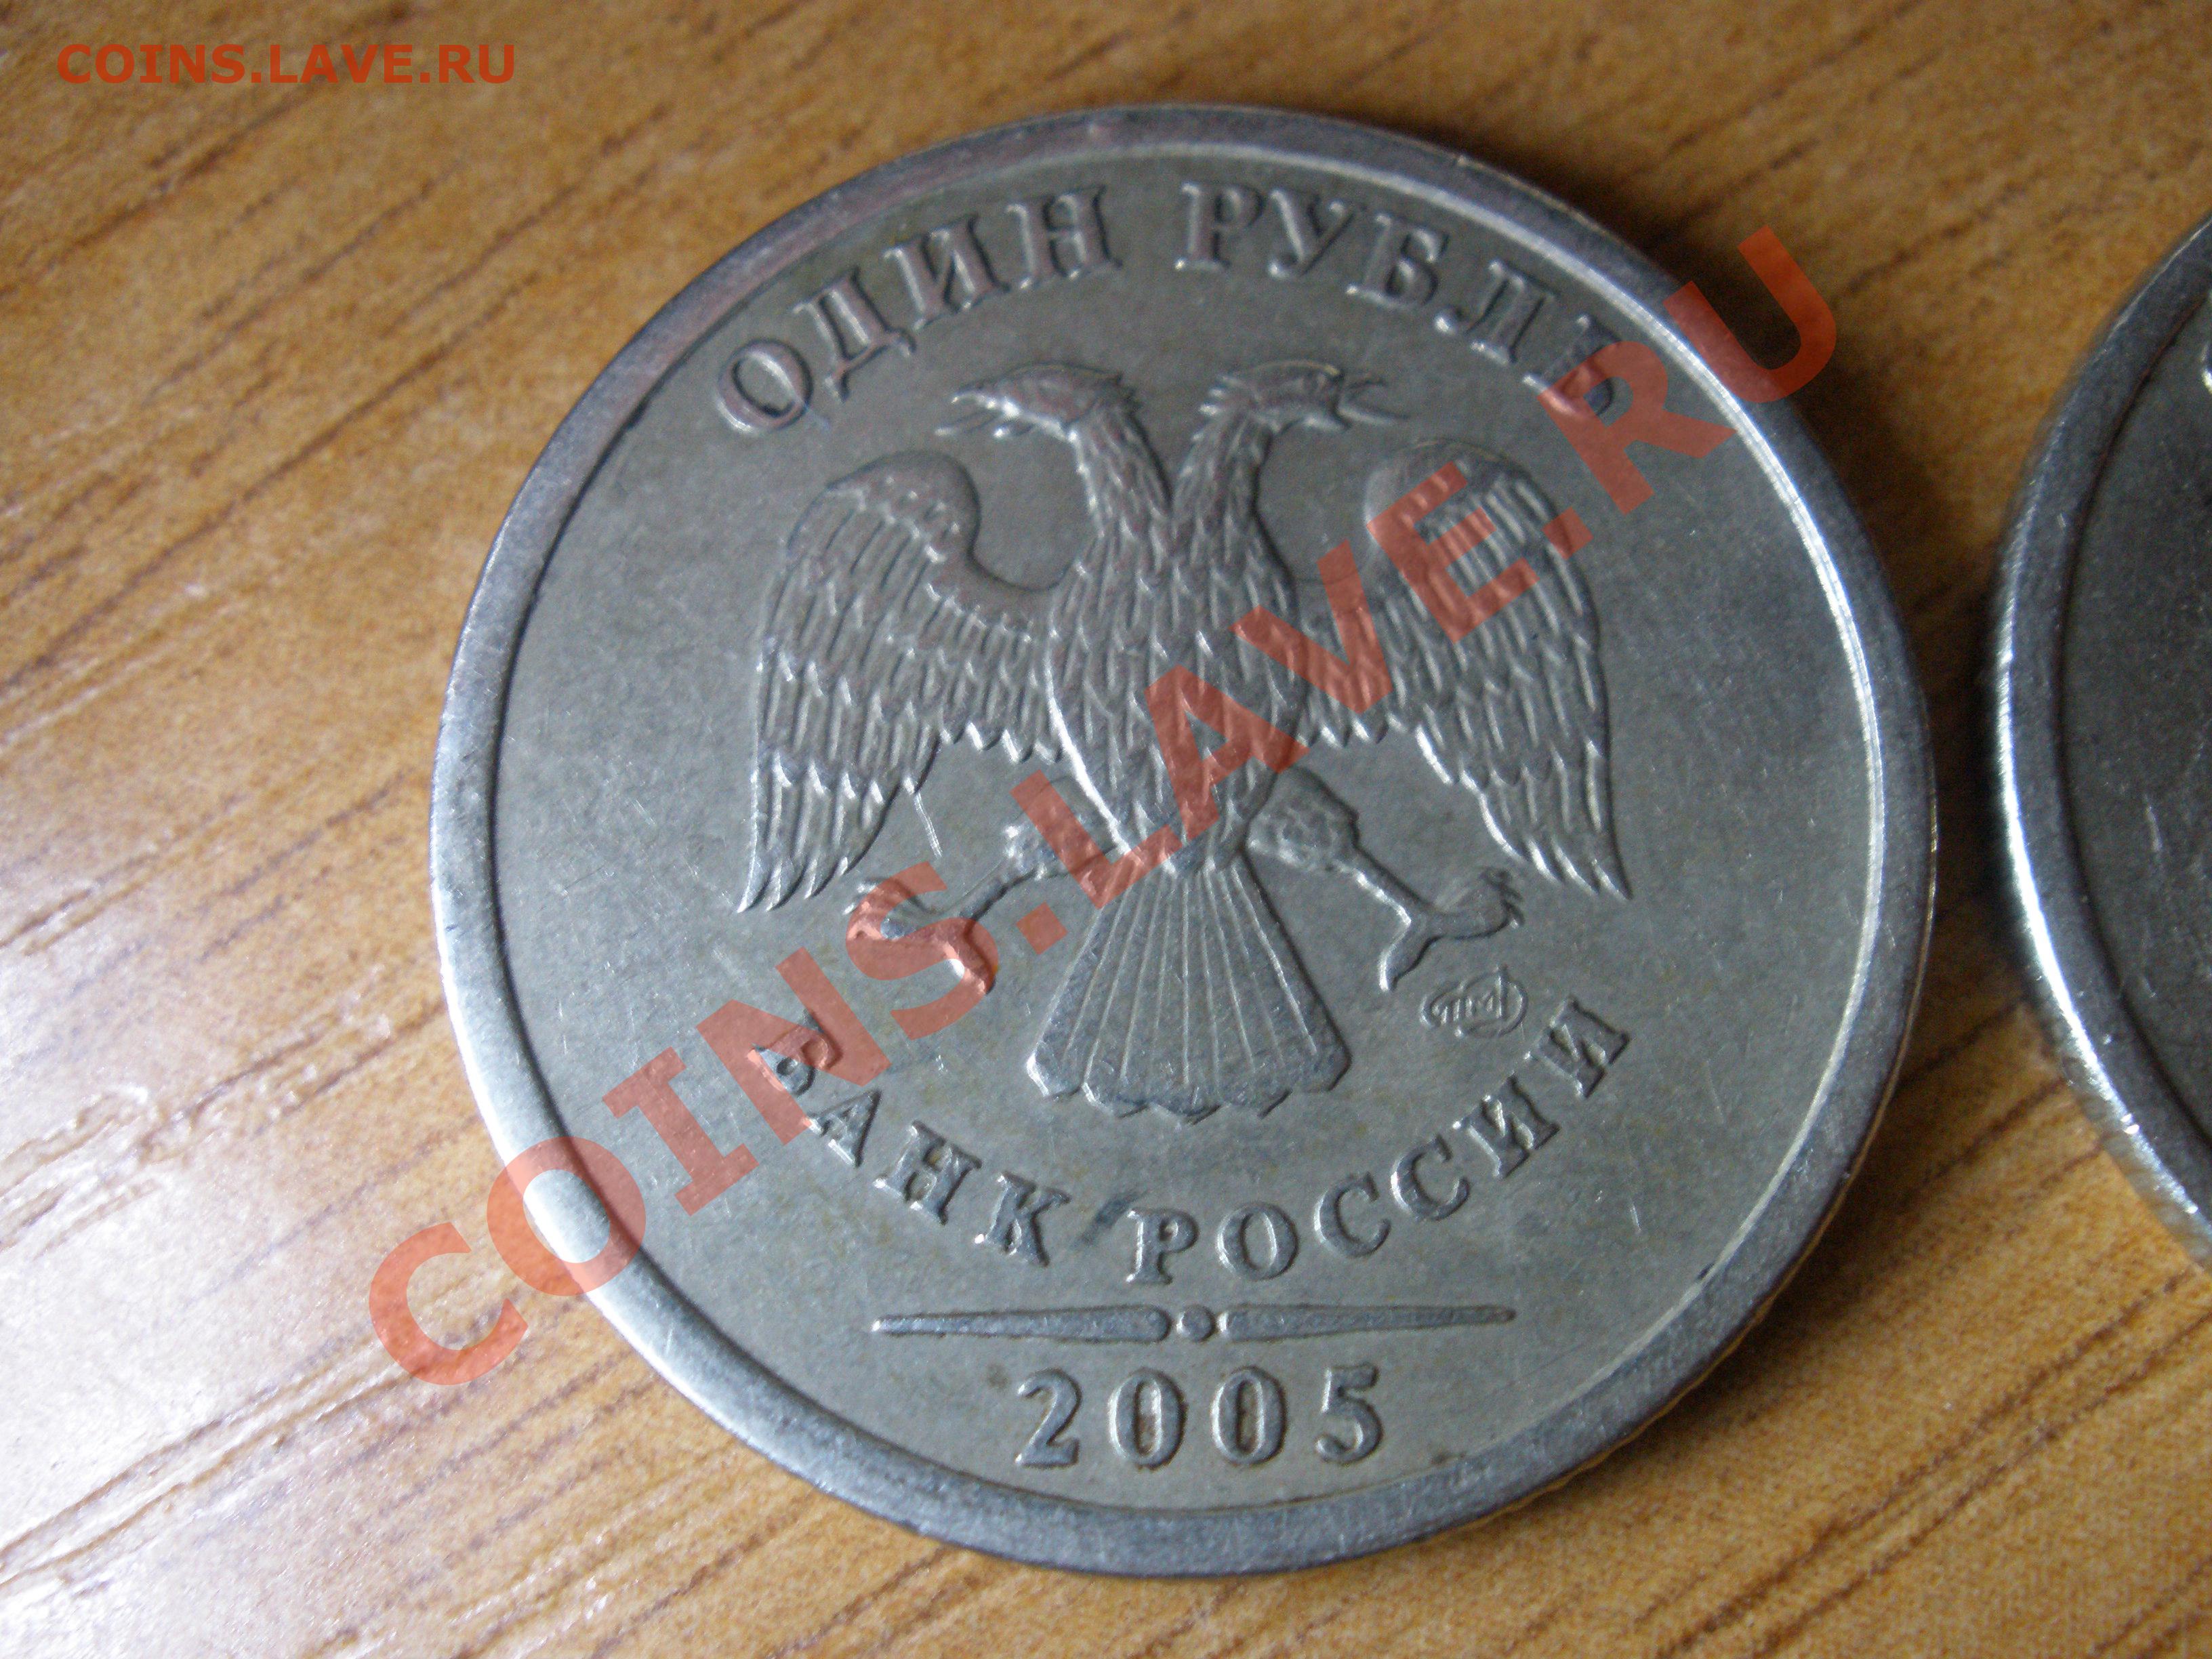 COINS.LAVE.RU
ОДИН РУБЛЬ
COINS.LAVE.RU
БАНК РОССИИ
2005